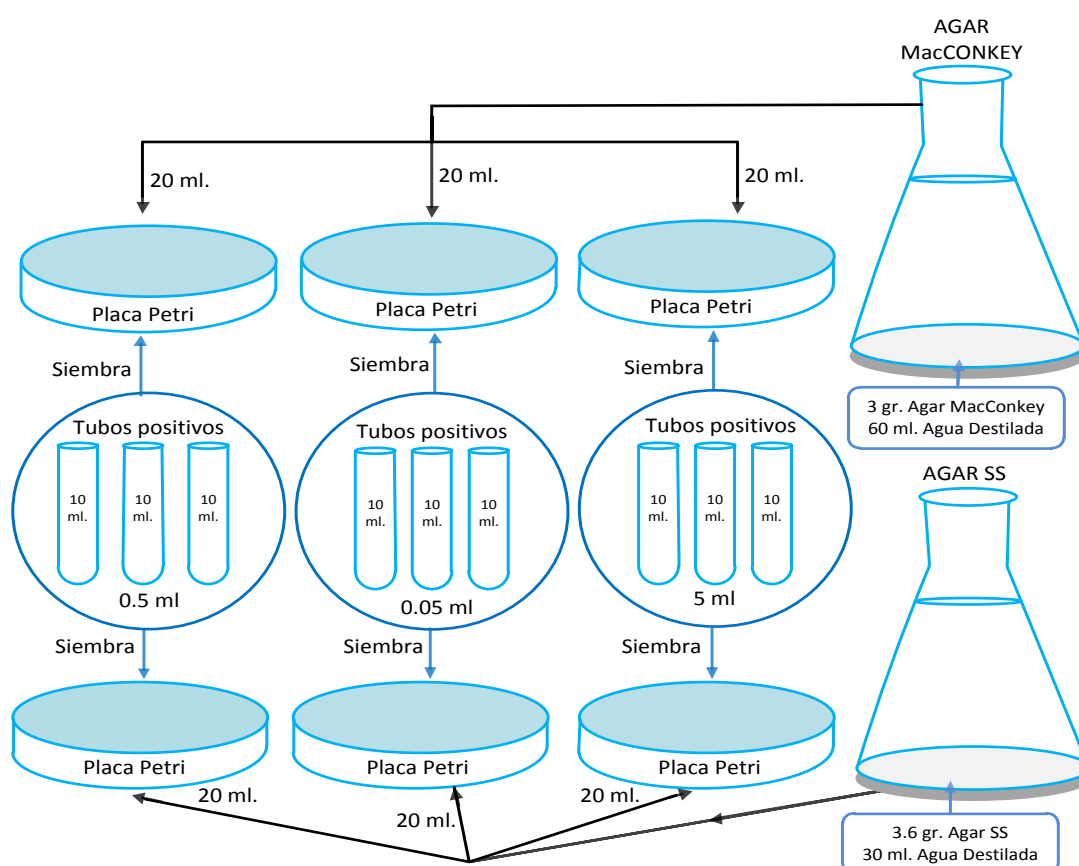 AGAR
MacCONKEY
20 ml.
20 ml.
20 ml.
Placa Petri
Placa Petri
Placa Petri
Siembra
Siembra
Siembra
3 gr. Agar MacConkey
60 ml. Agua Destilada
Tubos positivos
10
ml.
10
ml.
10
ml.
0.5 ml
Tubos positivos
10
ml.
10
ml.
10
ml.
0.05 ml
Tubos positivos
10
ml.
10
ml.
10
ml.
5 ml
AGAR SS
Siembra
Siembra
Siembra
Placa Petri
Placa Petri
Placa Petri
20 ml.
20 ml.
20 ml.
3.6 gr. Agar SS
30 ml. Agua Destilada